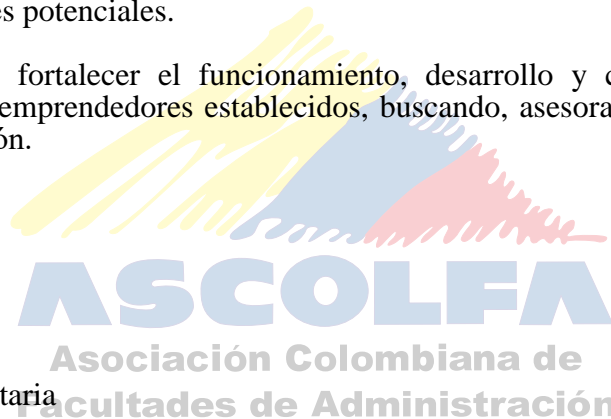 es potenciales.
fortalecer el funcionamiento, desarrollo y c
emprendedores establecidos, buscando, asesora
ón.
ASCOLFA
Asociación Colombiana de
taria
Facultades de Administración